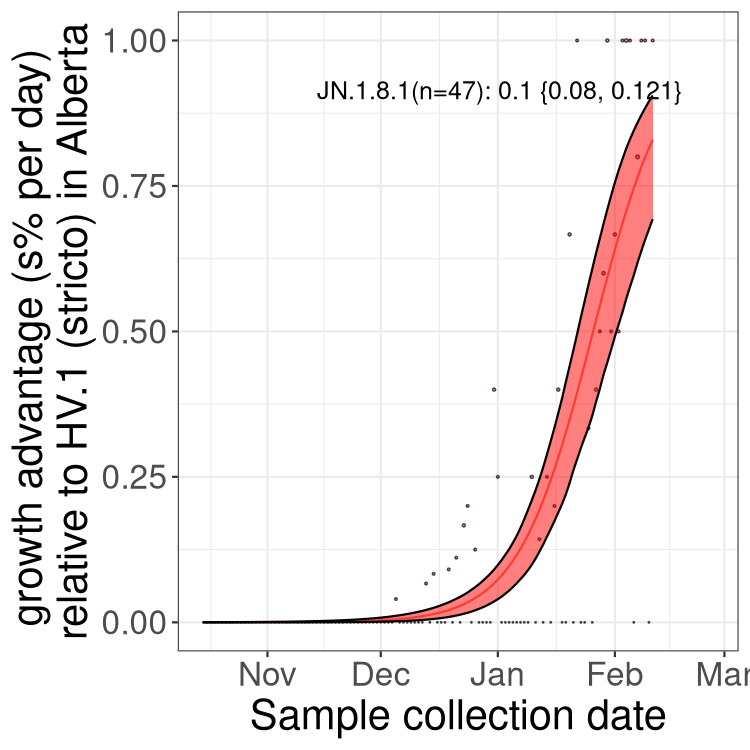 growth advantage (s% per day)
relative to HV.1 (stricto) in Alberta
1.00
0.75
0.50
0.25
0.00
JN.1.8.1(n=47): 0.1 {0.08, 0.121}
Nov Dec Jan Feb Mar
Sample collection date